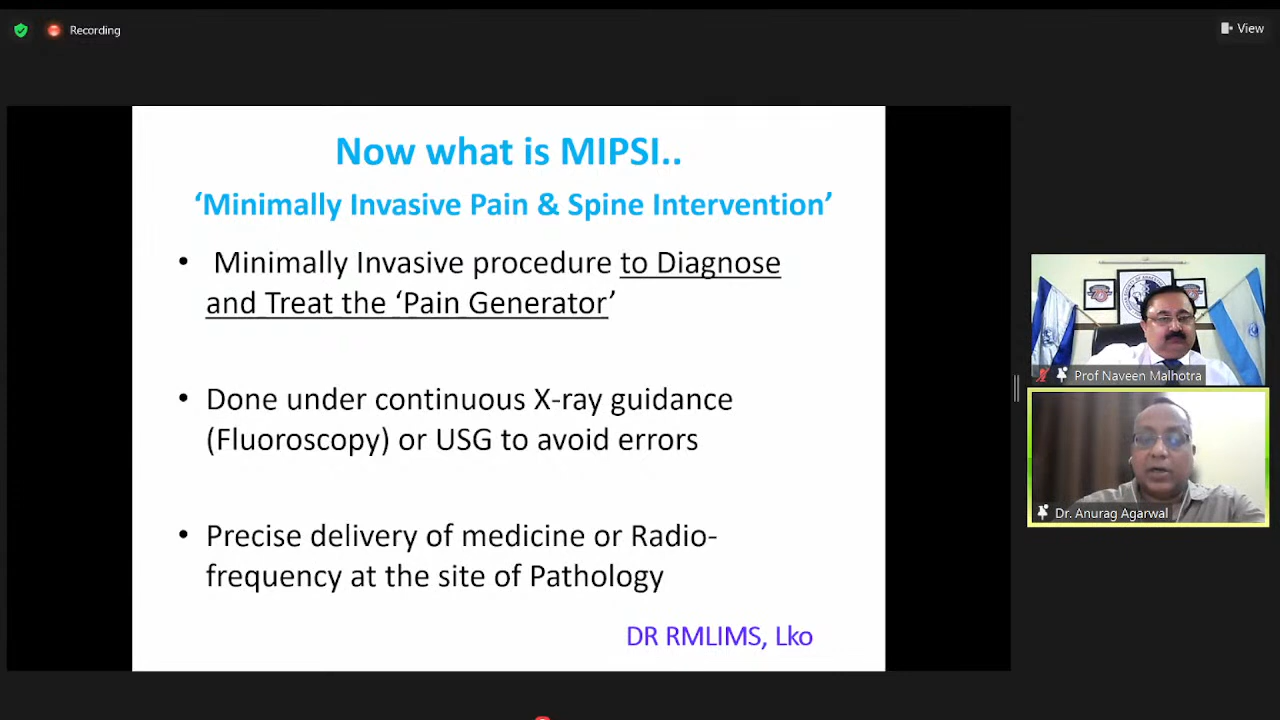 Recording
View
Now what is MIPSI..
‘Minimally Invasive Pain & Spine Intervention’
• Minimally Invasive procedure to Diagnose
and Treat the ‘Pain Generator’
• Done under continuous X-ray guidance
(Fluoroscopy) or USG to avoid errors
• Precise delivery of medicine or Radio-
frequency at the site of Pathology
DR RMLIMS, Lko
Prof Naveen Malhotra
Dr. Anurag Agarwal